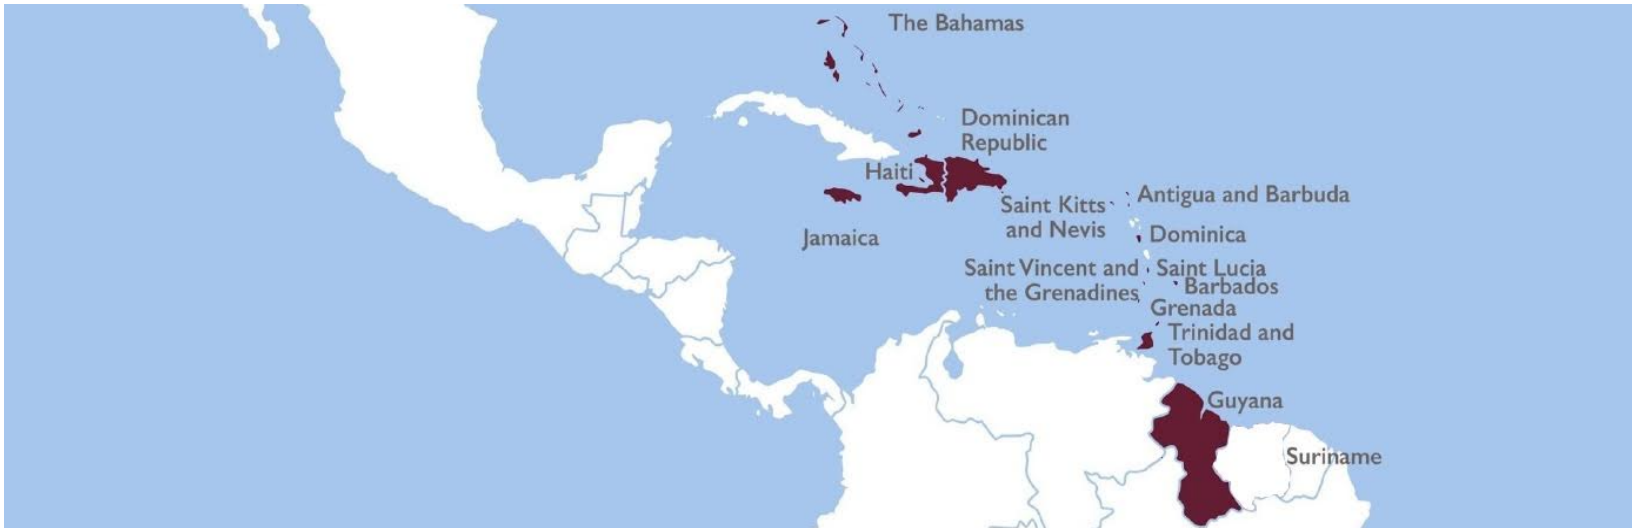 The Bahamas
Dominican
Republic
Haiti
Antigua and Barbuda
Saint Kitts
and Nevis
Jamaica
Dominica
Saint Vincent and
the Grenadines
Saint Lucia
Barbados
Grenada
Trinidad and
Tobago
Guyana
Suriname